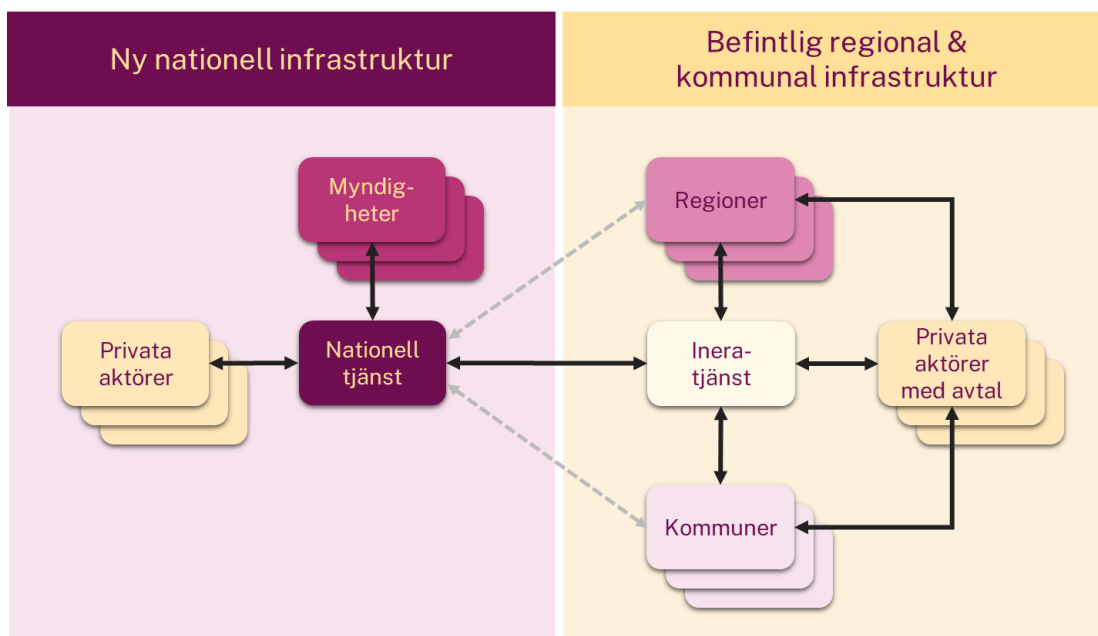 Ny nationell infrastruktur
Befintlig regional &
kommunal infrastruktur
Myndig-
heter
Regioner
Privata
aktörer
Nationell
tjänst
Inera-
tjänst
Privata
aktörer
med avtal
Kommuner